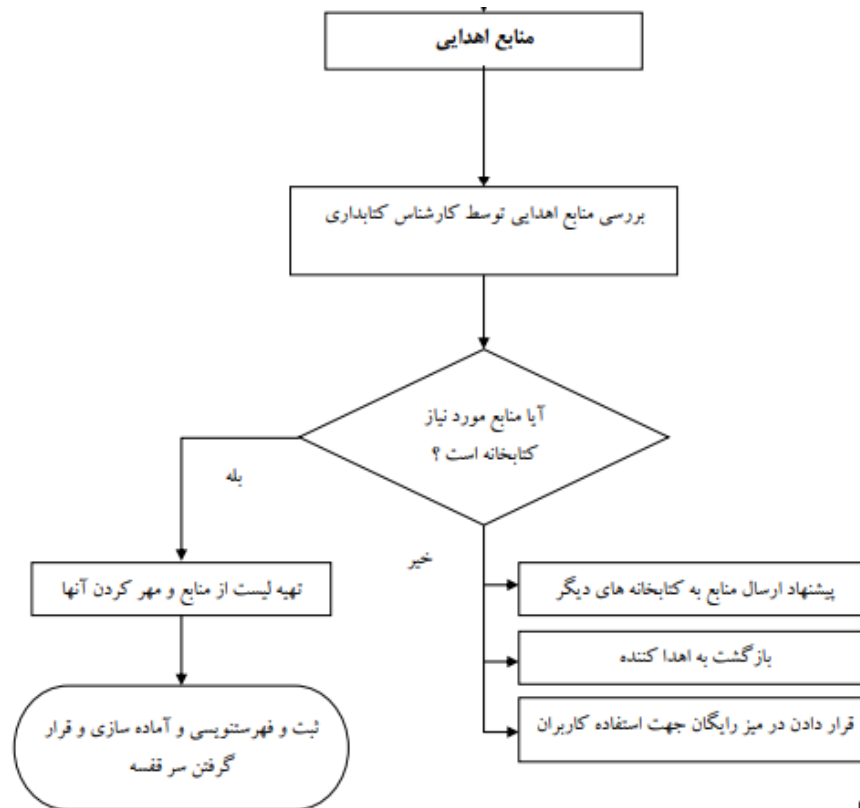 منابع اهدایی
بررسی منابع اهدایی توسط کارشناس کتابداری
آیا منابع مورد نیاز
کتابخانه است ؟
بله
خیر
تهیه لیست از منابع و مهر کردن آنها
ثبت و فهرستنویسی و آماده سازی و قرار
گرفتن سر قفسه
پیشنهاد ارسال منابع به کتابخانه های دیگر
بازگشت به اهدا کننده
قرار دادن در میز رایگان جهت استفاده کاربران